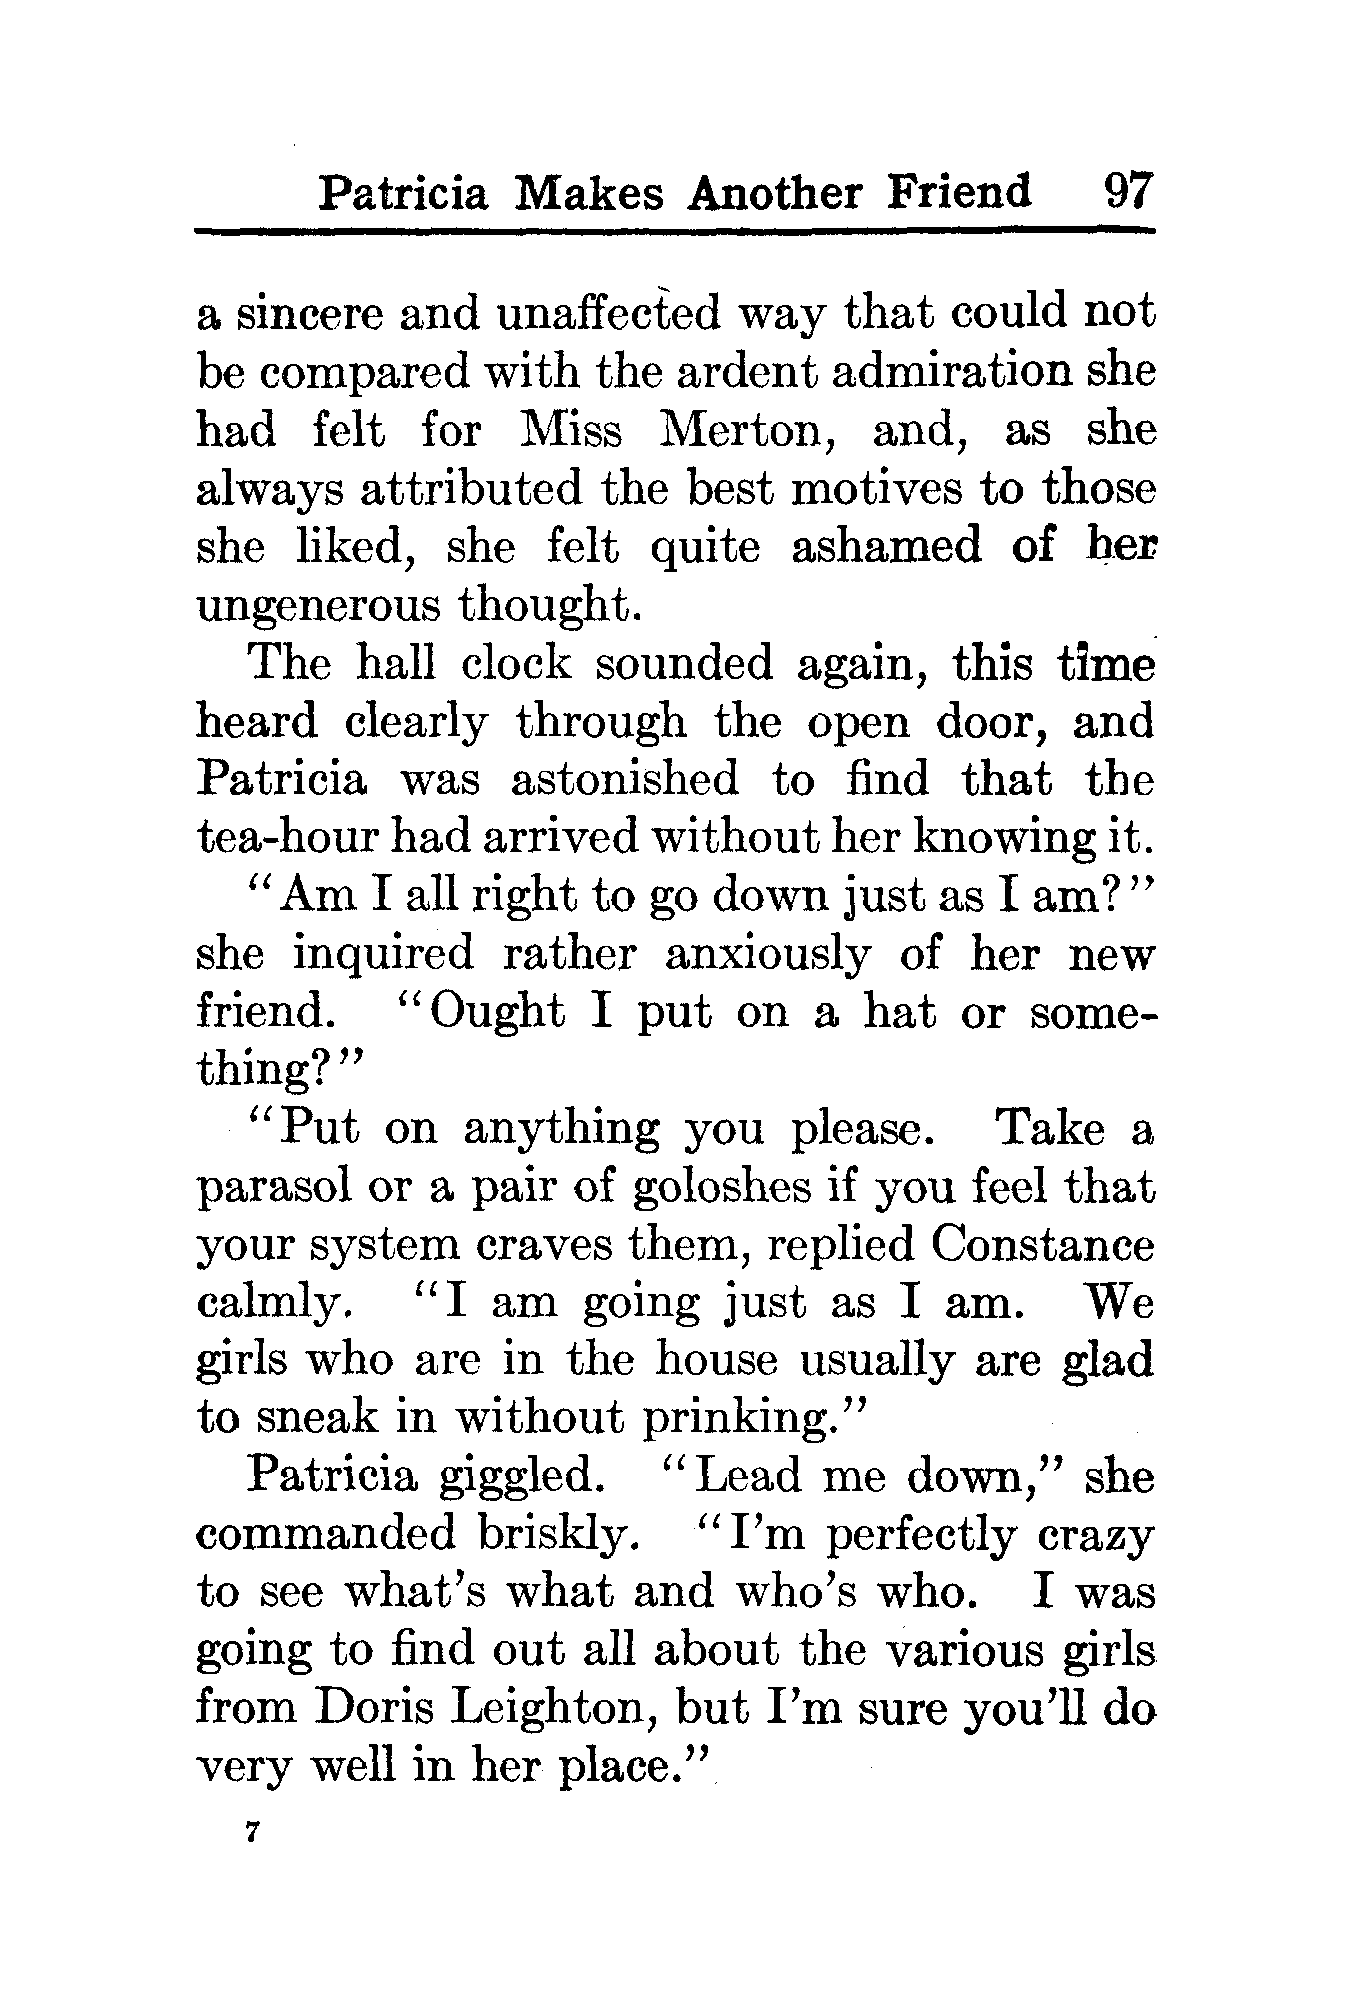 Patricia Makes Another Friend 97
a sincere and unaffected way that could not
be compared with the ardent admiration she
had felt for Miss Merton, and, as she
always attributed the best motives to those
she liked, she felt quite ashamed of her
ungenerous thought.
The hall clock sounded again, this time
heard clearly through the open door, and
Patricia was astonished to find that the
tea-hour had arrived without her knowing it.
“Am I all right to go down just as I am?”
she inquired rather anxiously of her new
friend. “Ought I put on a hat or some-
thing?”
“Put on anything you please. Take a
parasol or a pair of goloshes if you feel that
your system craves them, replied Constance
calmly. “I am going just as I am. We
girls who are in the house usually are glad
to sneak in without prinking.”
Patricia giggled. “Lead me down,” she
commanded briskly. “I’m perfectly crazy
to see what’s what and who’s who. I was
going to find out all about the various girls
from Doris Leighton, but I’m sure you’ll do
very well in her place.”
7